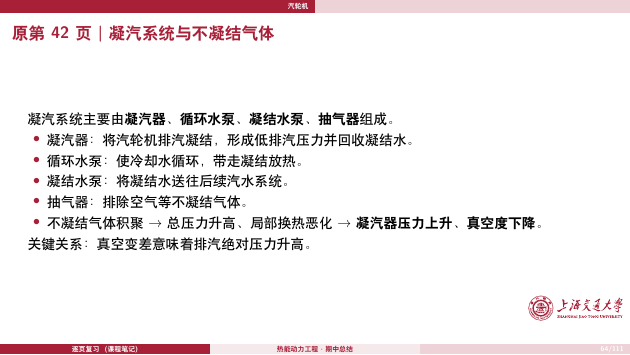 汽轮机
原第 42 页 | 凝汽系统与不凝结气体
凝汽系统主要由凝汽器、循环水泵、凝结水泵、抽气器组成。
• 凝汽器：将汽轮机排汽凝结，形成低排汽压力并回收凝结水。
• 循环水泵：使冷却水循环，带走凝结放热。
• 凝结水泵：将凝结水送往后续汽水系统。
• 抽气器：排除空气等不凝结气体。
• 不凝结气体积聚 → 总压力升高、局部换热恶化 → 凝汽器压力上升、真空度下降。
关键关系：真空变差意味着排汽绝对压力升高。
上海交通大学
SHANGHAI JIAO TONG UNIVERSITY
逐页复习（课程笔记）
热能动力工程 · 期中总结
64/111